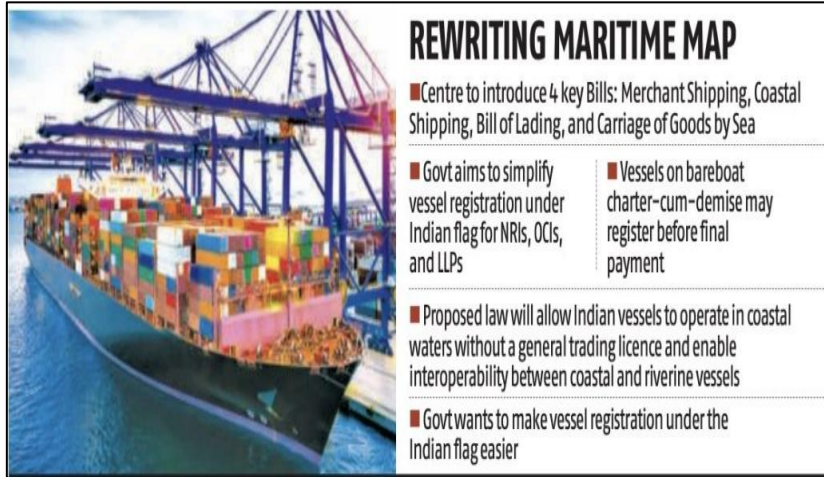 REWRITING MARITIME MAP
■Centre to introduce 4 key Bills: Merchant Shipping, Coastal
Shipping, Bill of Lading, and Carriage of Goods by Sea
■ Govt aims to simplify
vessel registration under
Indian flag for NRIs, OCIs,
and LLPs
■ Vessels on bareboat
charter-cum-demise may
register before final
payment
■ Proposed law will allow Indian vessels to operate in coastal
waters without a general trading licence and enable
interoperability between coastal and riverine vessels
■ Govt wants to make vessel registration under the
Indian flag easier